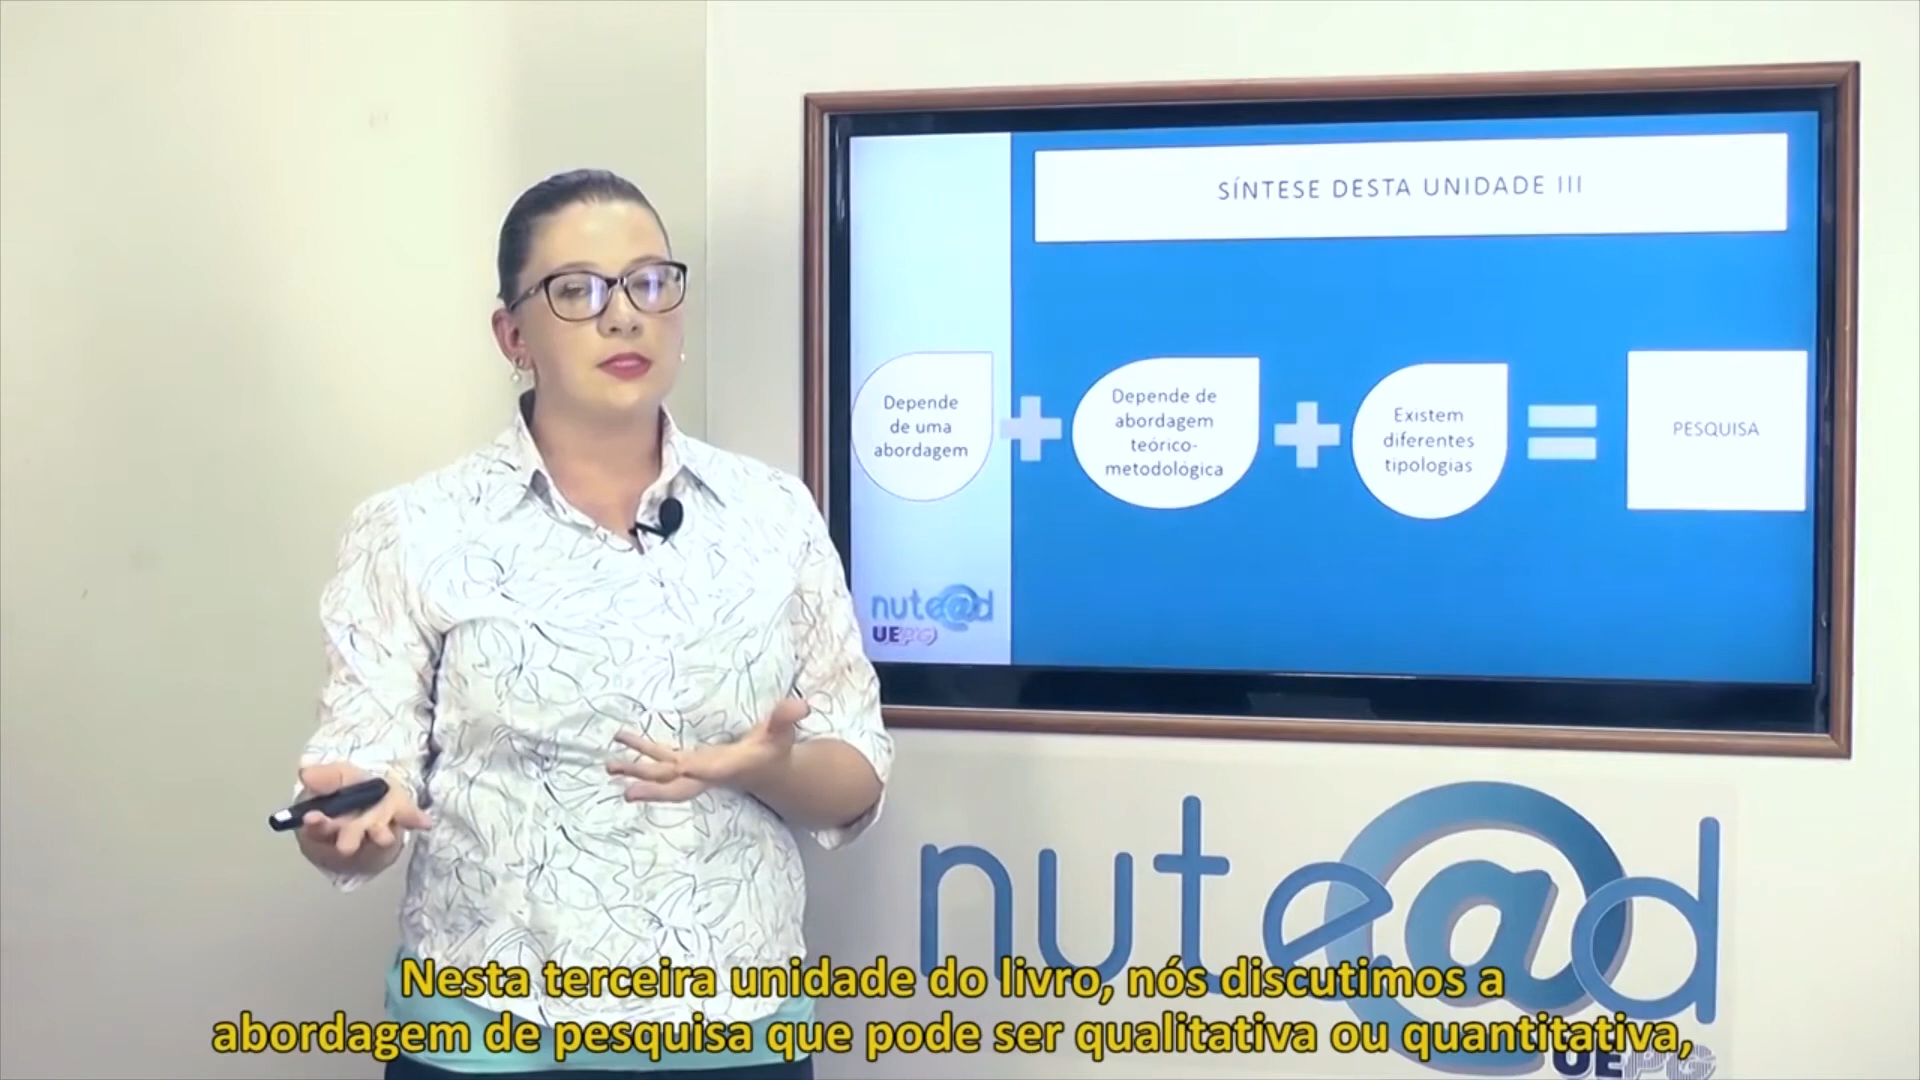 SÍNTESE DESTA UNIDADE III
Depende
de uma
abordagem
Depende de
abordagem
teórico-
metodológica
Existem
diferentes
tipologias
PESQUISA
nute@d
UEPG
nute@d
UEPG
Nesta terceira unidade do livro, nós discutimos a
abordagem de pesquisa que pode ser qualitativa ou quantitativa,